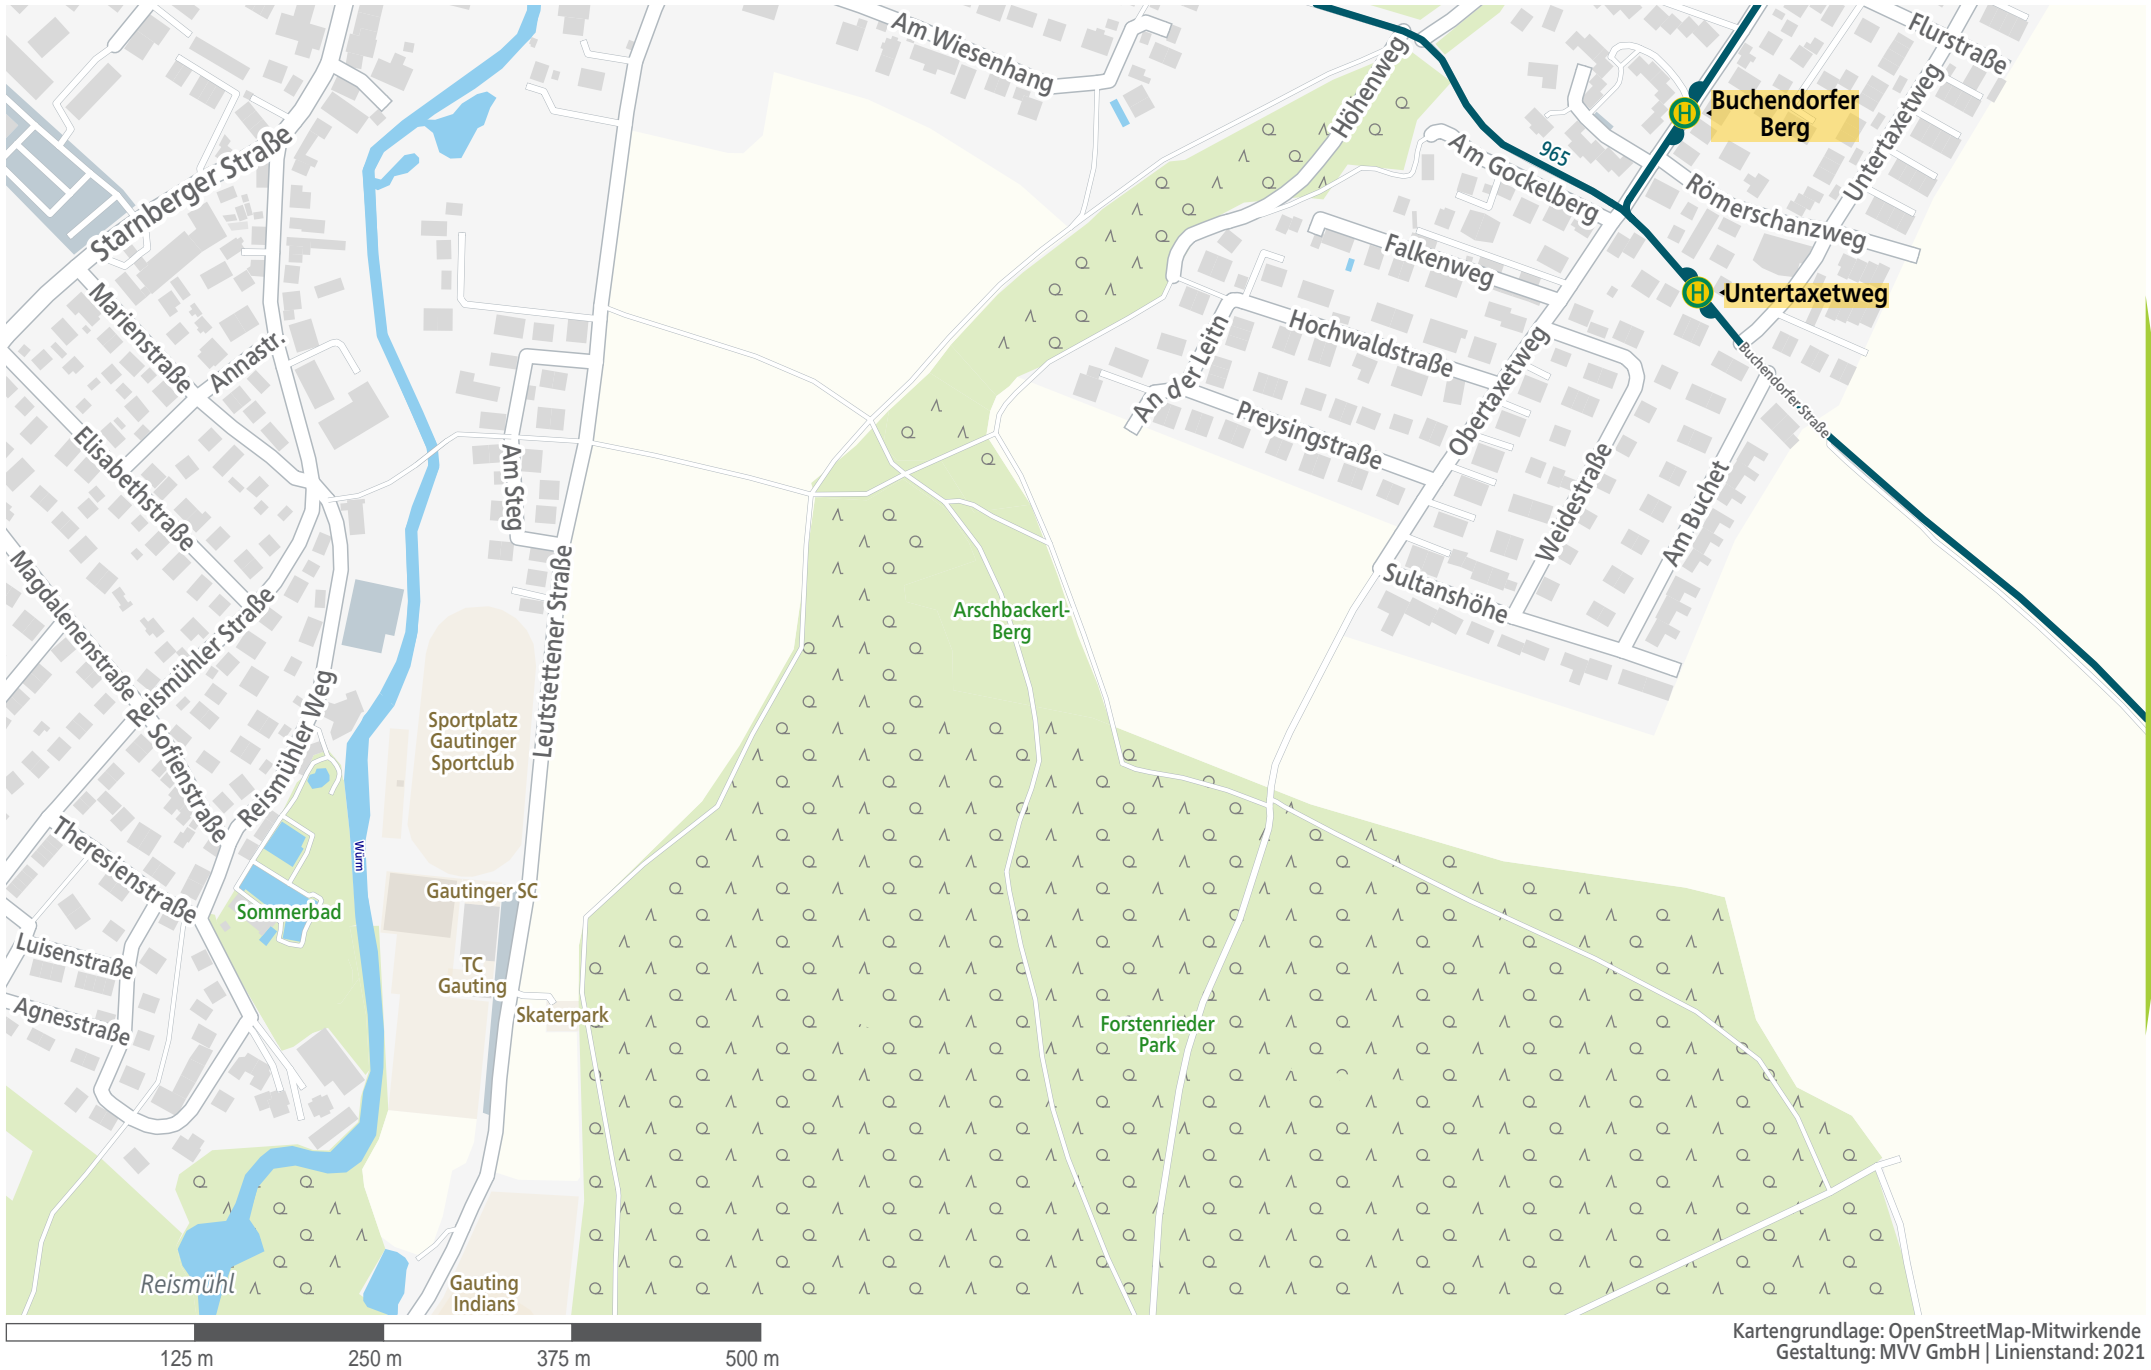 Am Wiesenhang
Höhenweg
Flurstraße
Buchendorfer
Berg
H
Untertaxetweg
965
Am Gockelberg
Römerschanzweg
Starnberger Straße
Falkenweg
H
Untertaxetweg
Marienstraße
Annastr.
An der Leitn
Hochwaldstraße
Obertaxetweg
Buchendorfer Straße
Preysingstraße
Elisabethstraße
Am Steg
Weidestraße
Am Buchet
Magdalenenstraße
Leutstettener Straße
Sultanshöhe
Arschbackerl-
Berg
Reismühler Straße
Reismühler Weg
Sofienstraße
Sportplatz
Gautinger
Sportclub
Theresienstraße
Würm
Gautinger SC
Sommerbad
Luisenstraße
TC
Gauting
Skaterpark
Agnesstraße
Forstenrieder
Park
Reismühl
Gauting
Indians
125 m
250 m
375 m
500 m
Kartengrundlage: OpenStreetMap-Mitwirkende
Gestaltung: MVV GmbH | Linienstand: 2021